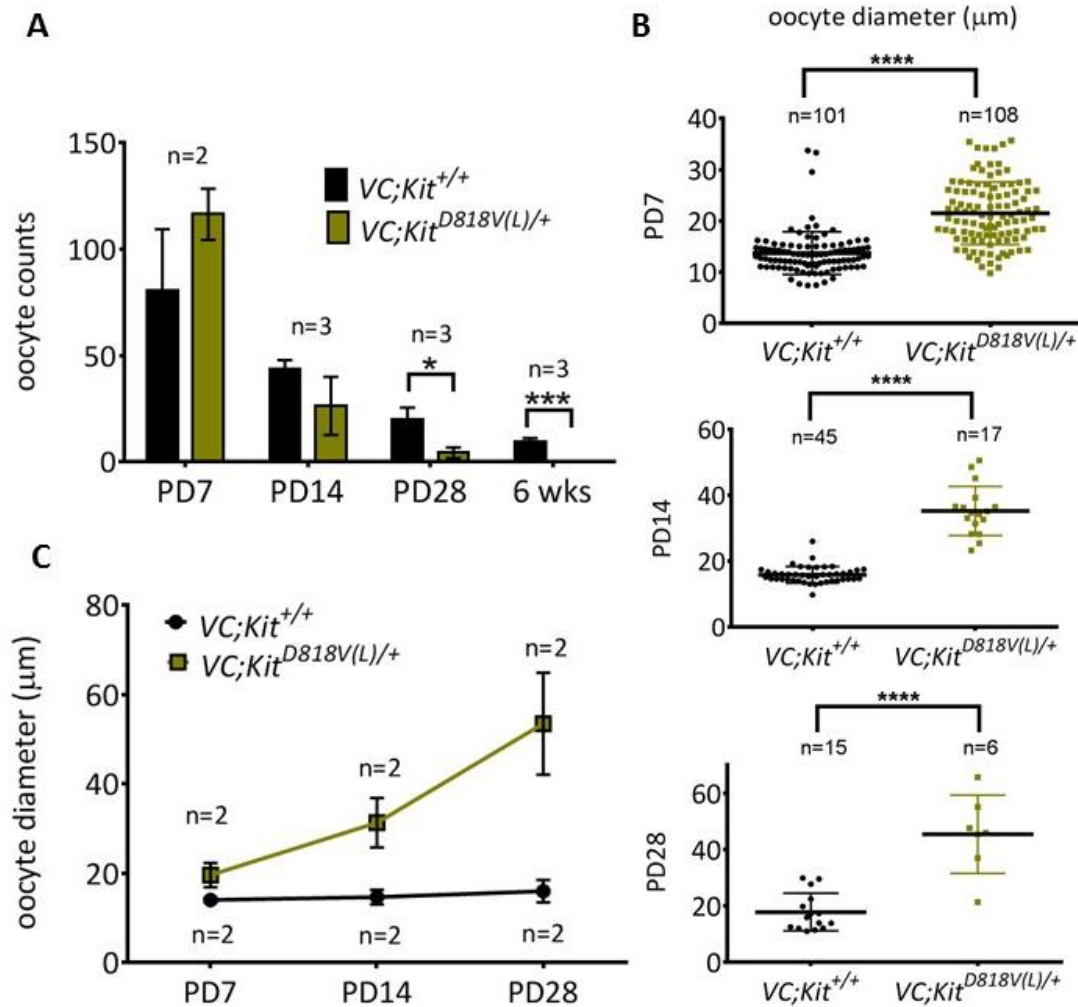 A
150
100
50
0
oocyte counts
n=2
n=3
n=3
*
n=3
***
VC;Kit+/+
VC;KitD818V(L)/+
PD7 PD14 PD28 6 wks
B
oocyte diameter (μm)
****
n=101 n=108
40
30
20
10
0
PD7
VC;Kit+/+ VC;KitD818V(L)/+
****
n=45 n=17
60
40
20
0
PD14
VC;Kit+/+ VC;KitD818V(L)/+
****
n=15 n=6
60
40
20
0
PD28
VC;Kit+/+ VC;KitD818V(L)/+
C
80
60
40
20
0
oocyte diameter (μm)
VC;Kit+/+
VC;KitD818V(L)/+
n=2
n=2
n=2
n=2 n=2 n=2
PD7 PD14 PD28